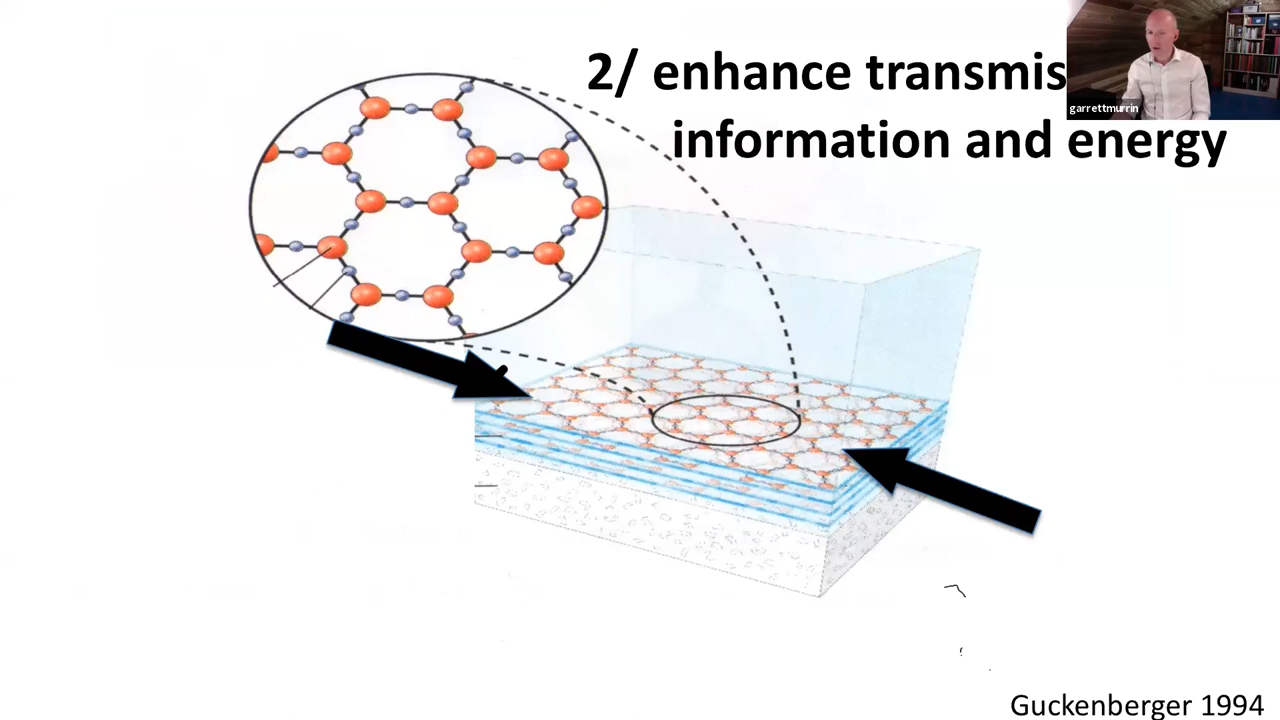 2/ enhance transmis
information and energy
garrettmurrin
Guckenberger 1994